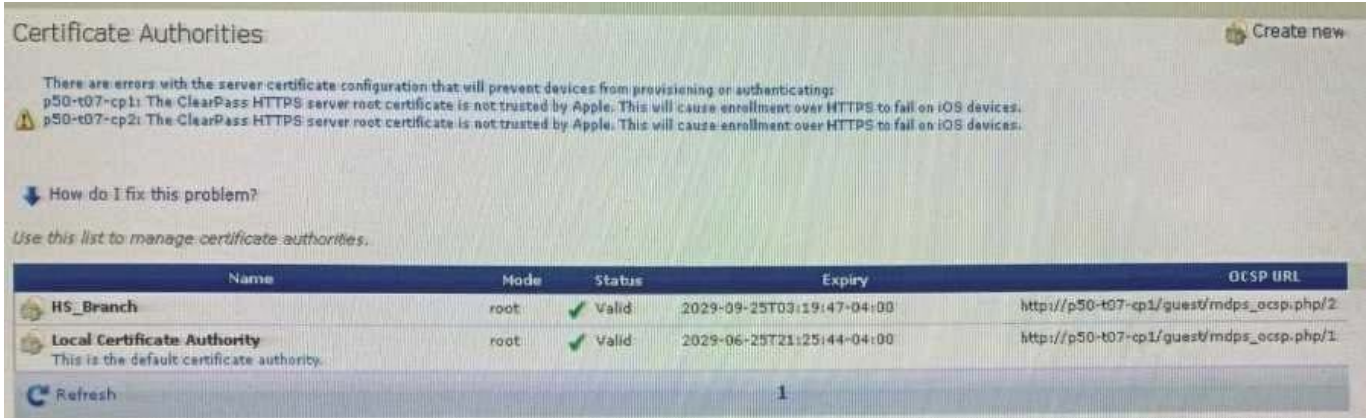 Certificate Authorities
Create new
There are errors with the server certificate configuration that will prevent devices from provisioning or authenticating:
p50-t07-cp1: The ClearPass HTTPS server root certificate is not trusted by Apple. This will cause enrollment over HTTPS to fail on iOS devices.
p50-t07-cp2: The ClearPass HTTPS server root certificate is not trusted by Apple. This will cause enrollment over HTTPS to fail on iOS devices.
How do I fix this problem?
Use this list to manage certificate authorities.
Name Mode Status Expiry OCSP URL
HS_Branch root Valid 2029-09-25T03:19:47-04:00 http://p50-t07-cp1/guest/mdps_ocsp.php/2
Local Certificate Authority root Valid 2029-06-25T21:25:44-04:00 http://p50-t07-cp1/guest/mdps_ocsp.php/1
This is the default certificate authority.
Refresh 1